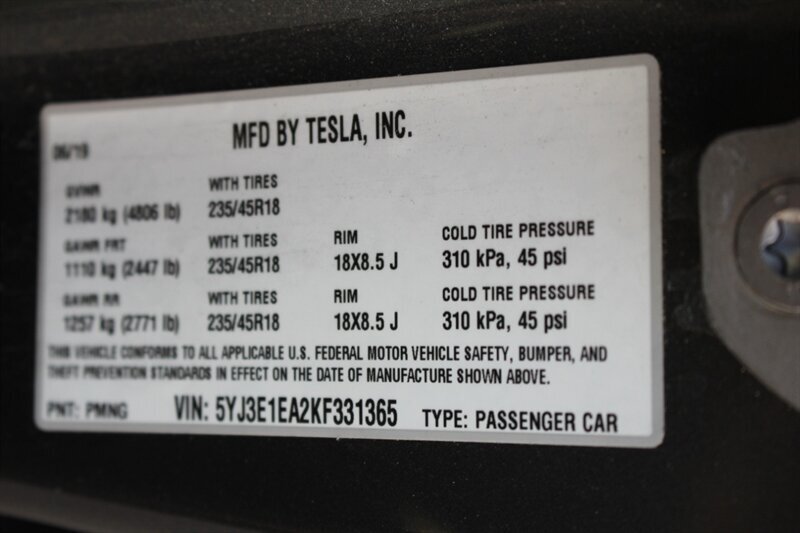 06/19 MFD BY TESLA, INC.
GVWR WITH TIRES
2180 kg (4806 lb) 235/45R18
GAWR FRT WITH TIRES RIM COLD TIRE PRESSURE
1110 kg (2447 lb) 235/45R18 18X8.5 J 310 kPa, 45 psi
GAWR RR WITH TIRES RIM COLD TIRE PRESSURE
1257 kg (2771 lb) 235/45R18 18X8.5 J 310 kPa, 45 psi
THIS VEHICLE CONFORMS TO ALL APPLICABLE U.S. FEDERAL MOTOR VEHICLE SAFETY, BUMPER, AND
THEFT PREVENTION STANDARDS IN EFFECT ON THE DATE OF MANUFACTURE SHOWN ABOVE.
PNT: PMNG VIN: 5YJ3E1EA2KF331365 TYPE: PASSENGER CAR